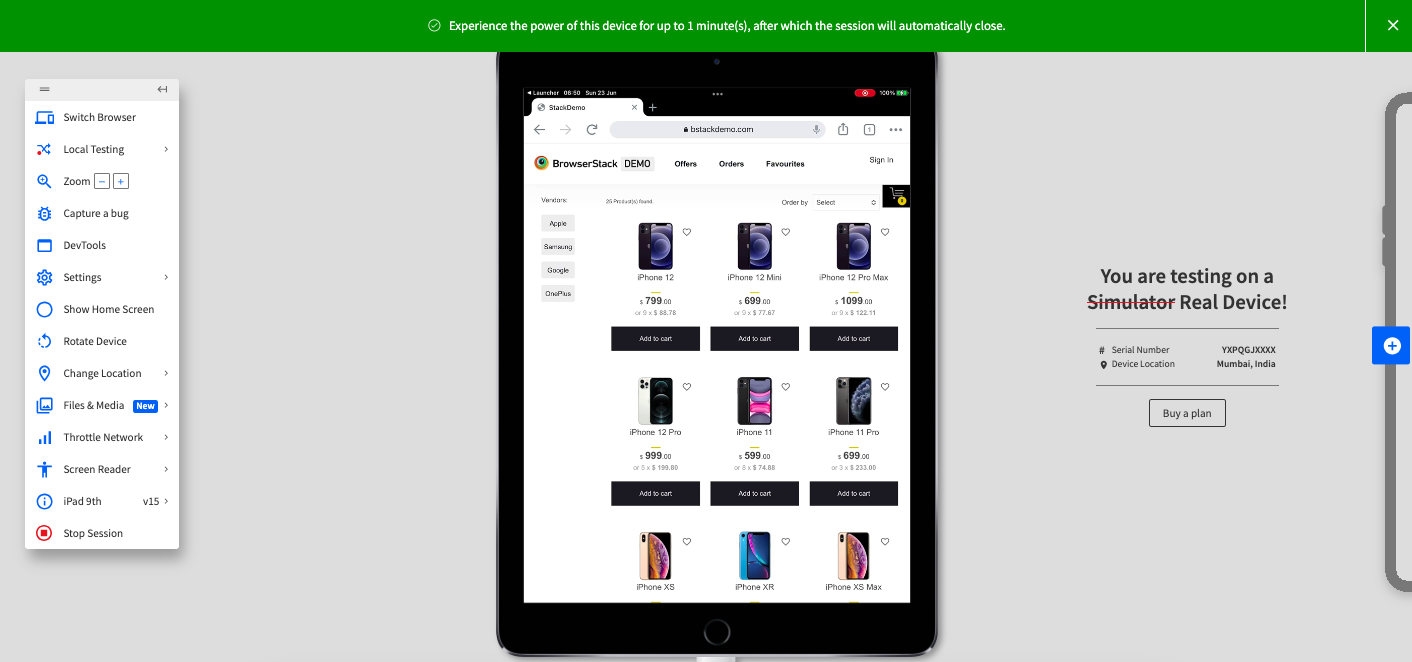 Experience the power of this device for up to 1 minute(s), after which the session will automatically close.
Switch Browser
Local Testing
Zoom
Capture a bug
DevTools
Settings
Show Home Screen
Rotate Device
Change Location
Files & Media New
Throttle Network
Screen Reader
iPad 9th v15
Stop Session
Launcher 08:50 Sun 23 Jun 100%
StackDemo
bstackdemo.com 1
BrowserStack DEMO Offers Orders Favourites Sign In
Vendors:
Apple
Samsung
Google
OnePlus
25 Product(s) found. Order by Select
iPhone 12 iPhone 12 Mini iPhone 12 Pro Max
$ 799.00 $ 699.00 $ 1099.00
or 9 x $ 88.78 or 9 x $ 77.67 or 9 x $ 122.11
Add to cart Add to cart Add to cart
iPhone 12 Pro iPhone 11 iPhone 11 Pro
$ 999.00 $ 599.00 $ 699.00
or 5 x $ 199.80 or 8 x $ 74.88 or 3 x $ 233.00
Add to cart Add to cart Add to cart
iPhone XS iPhone XR iPhone XS Max
You are testing on a
Simulator Real Device!
# Serial Number YXPQGJXXXX
Device Location Mumbai, India
Buy a plan